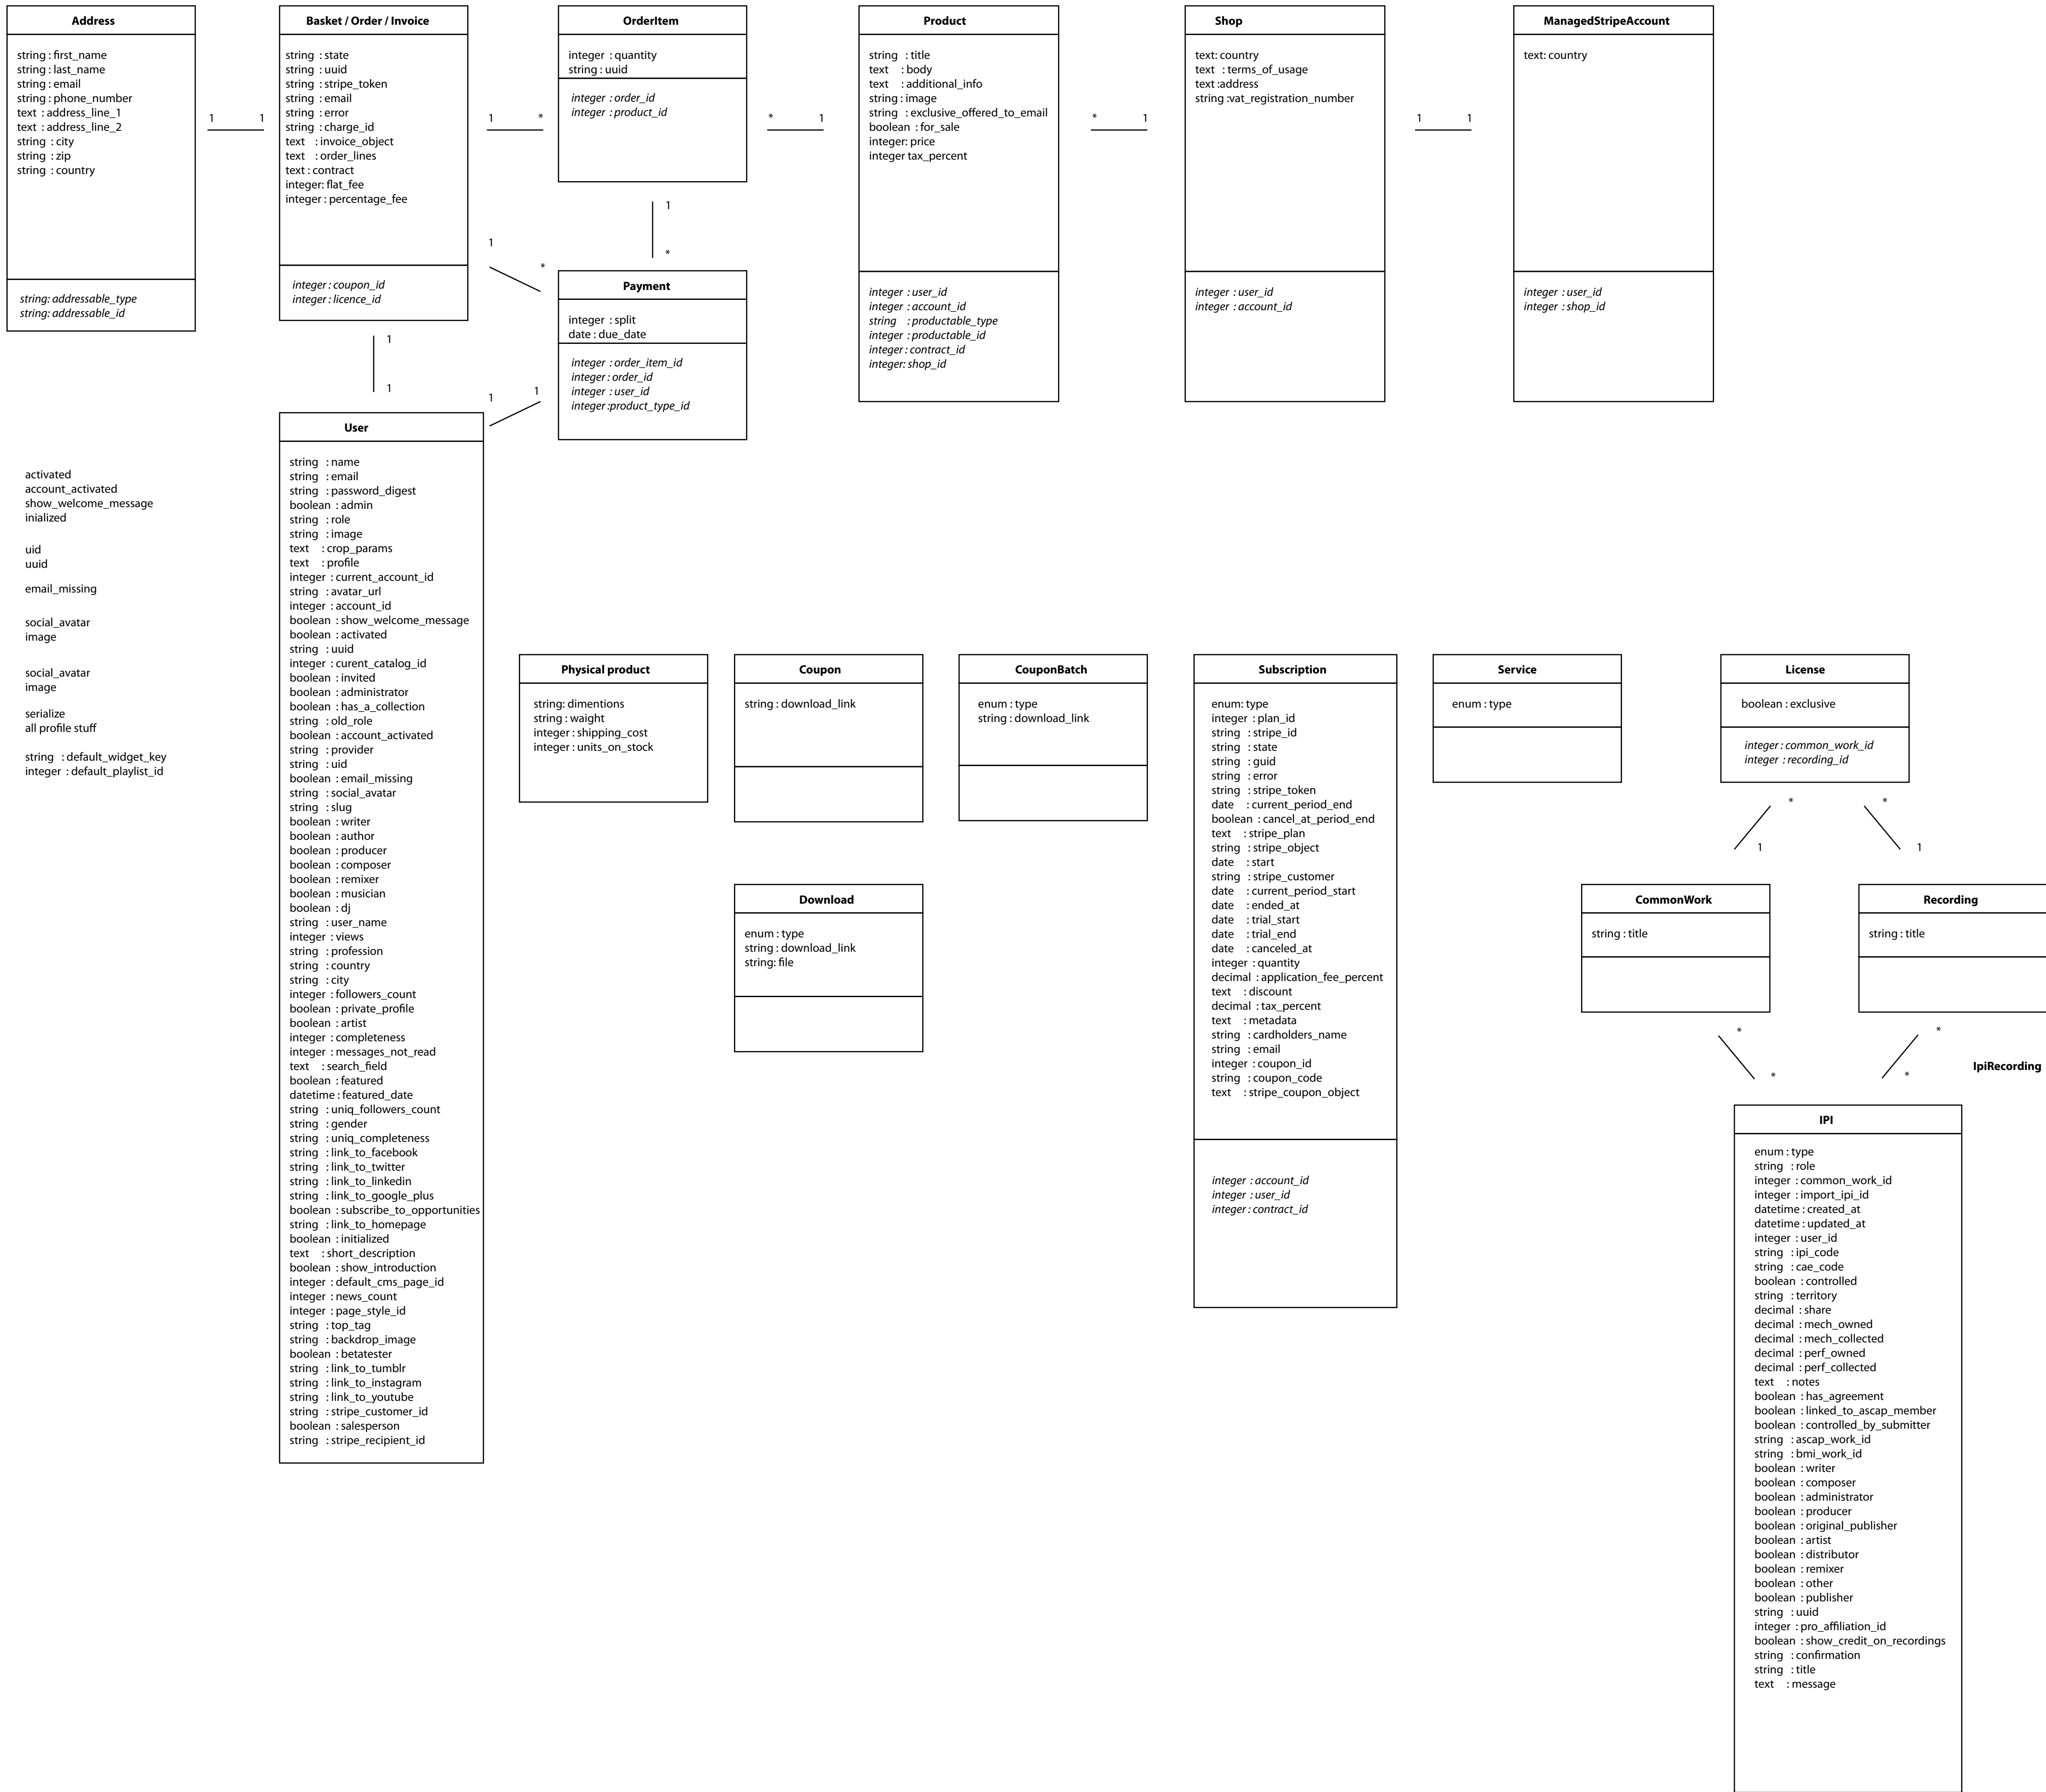 Address
string : first_name
string : last_name
string : email
string : phone_number
text : address_line_1
text : address_line_2
string : city
string : zip
string : country
string: addressable_type
string: addressable_id
1 1
Basket / Order / Invoice
string : state
string : uuid
string : stripe_token
string : email
string : error
string : charge_id
text : invoice_object
text : order_lines
text : contract
integer: flat_fee
integer : percentage_fee
integer : coupon_id
integer : licence_id
1 *
OrderItem
integer : quantity
string : uuid
integer : order_id
integer : product_id
* 1
Product
string : title
text : body
text : additional_info
string : image
string : exclusive_offered_to_email
boolean : for_sale
integer: price
integer tax_percent
integer : user_id
integer : account_id
string : productable_type
integer : productable_id
integer : contract_id
integer: shop_id
* 1
Shop
text: country
text : terms_of_usage
text :address
string :vat_registration_number
integer : user_id
integer : account_id
1 1
ManagedStripeAccount
text: country
integer : user_id
integer : shop_id
1
*
1
*
Payment
integer : split
date : due_date
integer : order_item_id
integer : order_id
integer : user_id
integer :product_type_id
1
1
1
1
User
string : name
string : email
string : password_digest
boolean : admin
string : role
string : image
text : crop_params
text : profile
integer : current_account_id
string : avatar_url
integer : account_id
boolean : show_welcome_message
boolean : activated
string : uuid
integer : curent_catalog_id
boolean : invited
boolean : administrator
boolean : has_a_collection
string : old_role
boolean : account_activated
string : provider
string : uid
boolean : email_missing
string : social_avatar
string : slug
boolean : writer
boolean : author
boolean : producer
boolean : composer
boolean : remixer
boolean : musician
boolean : dj
string : user_name
integer : views
string : profession
string : country
string : city
integer : followers_count
boolean : private_profile
boolean : artist
integer : completeness
integer : messages_not_read
text : search_field
boolean : featured
datetime : featured_date
string : uniq_followers_count
string : gender
string : uniq_completeness
string : link_to_facebook
string : link_to_twitter
string : link_to_linkedin
string : link_to_google_plus
boolean : subscribe_to_opportunities
string : link_to_homepage
boolean : initialized
text : short_description
boolean : show_introduction
integer : default_cms_page_id
integer : news_count
integer : page_style_id
string : top_tag
string : backdrop_image
boolean : betatester
string : link_to_tumblr
string : link_to_instagram
string : link_to_youtube
string : stripe_customer_id
boolean : salesperson
string : stripe_recipient_id
activated
account_activated
show_welcome_message
inialized
uid
uuid
email_missing
social_avatar
image
social_avatar
image
serialize
all profile stuff
string : default_widget_key
integer : default_playlist_id
Physical product
string: dimentions
string : waight
integer : shipping_cost
integer : units_on_stock
Coupon
string : download_link
CouponBatch
enum : type
string : download_link
Download
enum : type
string : download_link
string: file
Subscription
enum: type
integer : plan_id
string : stripe_id
string : state
string : guid
string : error
string : stripe_token
date : current_period_end
boolean : cancel_at_period_end
text : stripe_plan
string : stripe_object
date : start
string : stripe_customer
date : current_period_start
date : ended_at
date : trial_start
date : trial_end
date : canceled_at
integer : quantity
decimal : application_fee_percent
text : discount
decimal : tax_percent
text : metadata
string : cardholders_name
string : email
integer : coupon_id
string : coupon_code
text : stripe_coupon_object
integer : account_id
integer : user_id
integer : contract_id
Service
enum : type
License
boolean : exclusive
integer : common_work_id
integer : recording_id
* *
1 1
CommonWork
string : title
Recording
string : title
* *
* *
IpiRecording
IPI
enum : type
string : role
integer : common_work_id
integer : import_ipi_id
datetime : created_at
datetime : updated_at
integer : user_id
string : ipi_code
string : cae_code
boolean : controlled
string : territory
decimal : share
decimal : mech_owned
decimal : mech_collected
decimal : perf_owned
decimal : perf_collected
text : notes
boolean : has_agreement
boolean : linked_to_ascap_member
boolean : controlled_by_submitter
string : ascap_work_id
string : bmi_work_id
boolean : writer
boolean : composer
boolean : administrator
boolean : producer
boolean : original_publisher
boolean : artist
boolean : distributor
boolean : remixer
boolean : other
boolean : publisher
string : uuid
integer : pro_affiliation_id
boolean : show_credit_on_recordings
string : confirmation
string : title
text : message